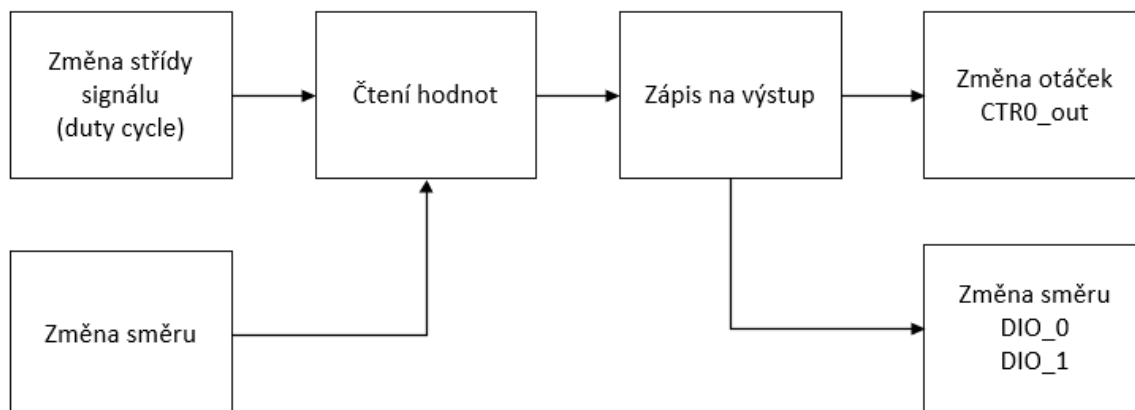 Změna střídy
signálu
(duty cycle)
Čtení hodnot
Zápis na výstup
Změna otáček
CTR0_out
Změna směru
Změna směru
DIO_0
DIO_1